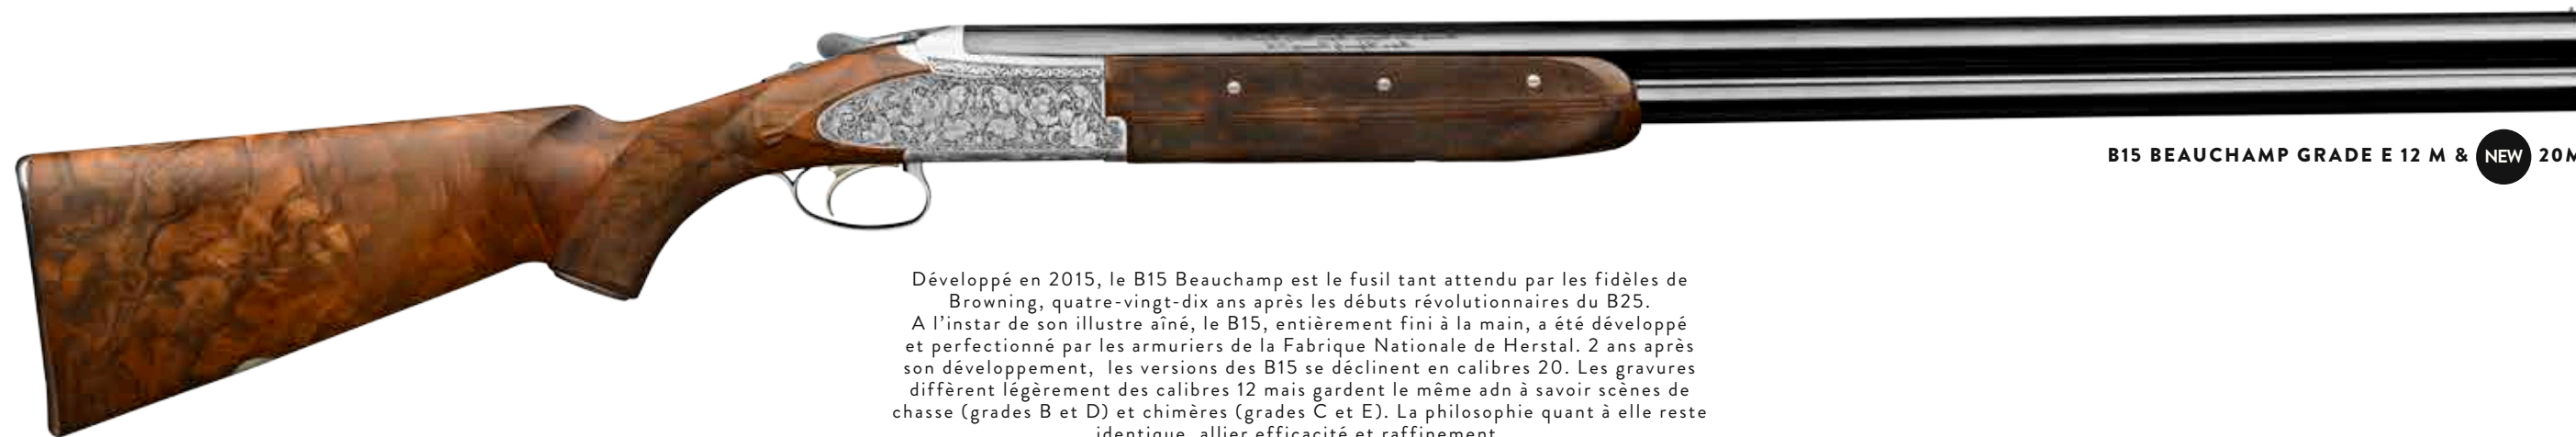 B15 BEAUCHAMP GRADE E 12 M & NEW 20M
Développé en 2015, le B15 Beauchamp est le fusil tant attendu par les fidèles de
Browning, quatre-vingt-dix ans après les débuts révolutionnaires du B25.
A l’instar de son illustre aîné, le B15, entièrement fini à la main, a été développé
et perfectionné par les armuriers de la Fabrique Nationale de Herstal. 2 ans après
son développement, les versions des B15 se déclinent en calibres 20. Les gravures
diffèrent légèrement des calibres 12 mais gardent le même adn à savoir scènes de
chasse (grades B et D) et chimères (grades C et E). La philosophie quant à elle reste
identique, allier efficacité et raffinement.